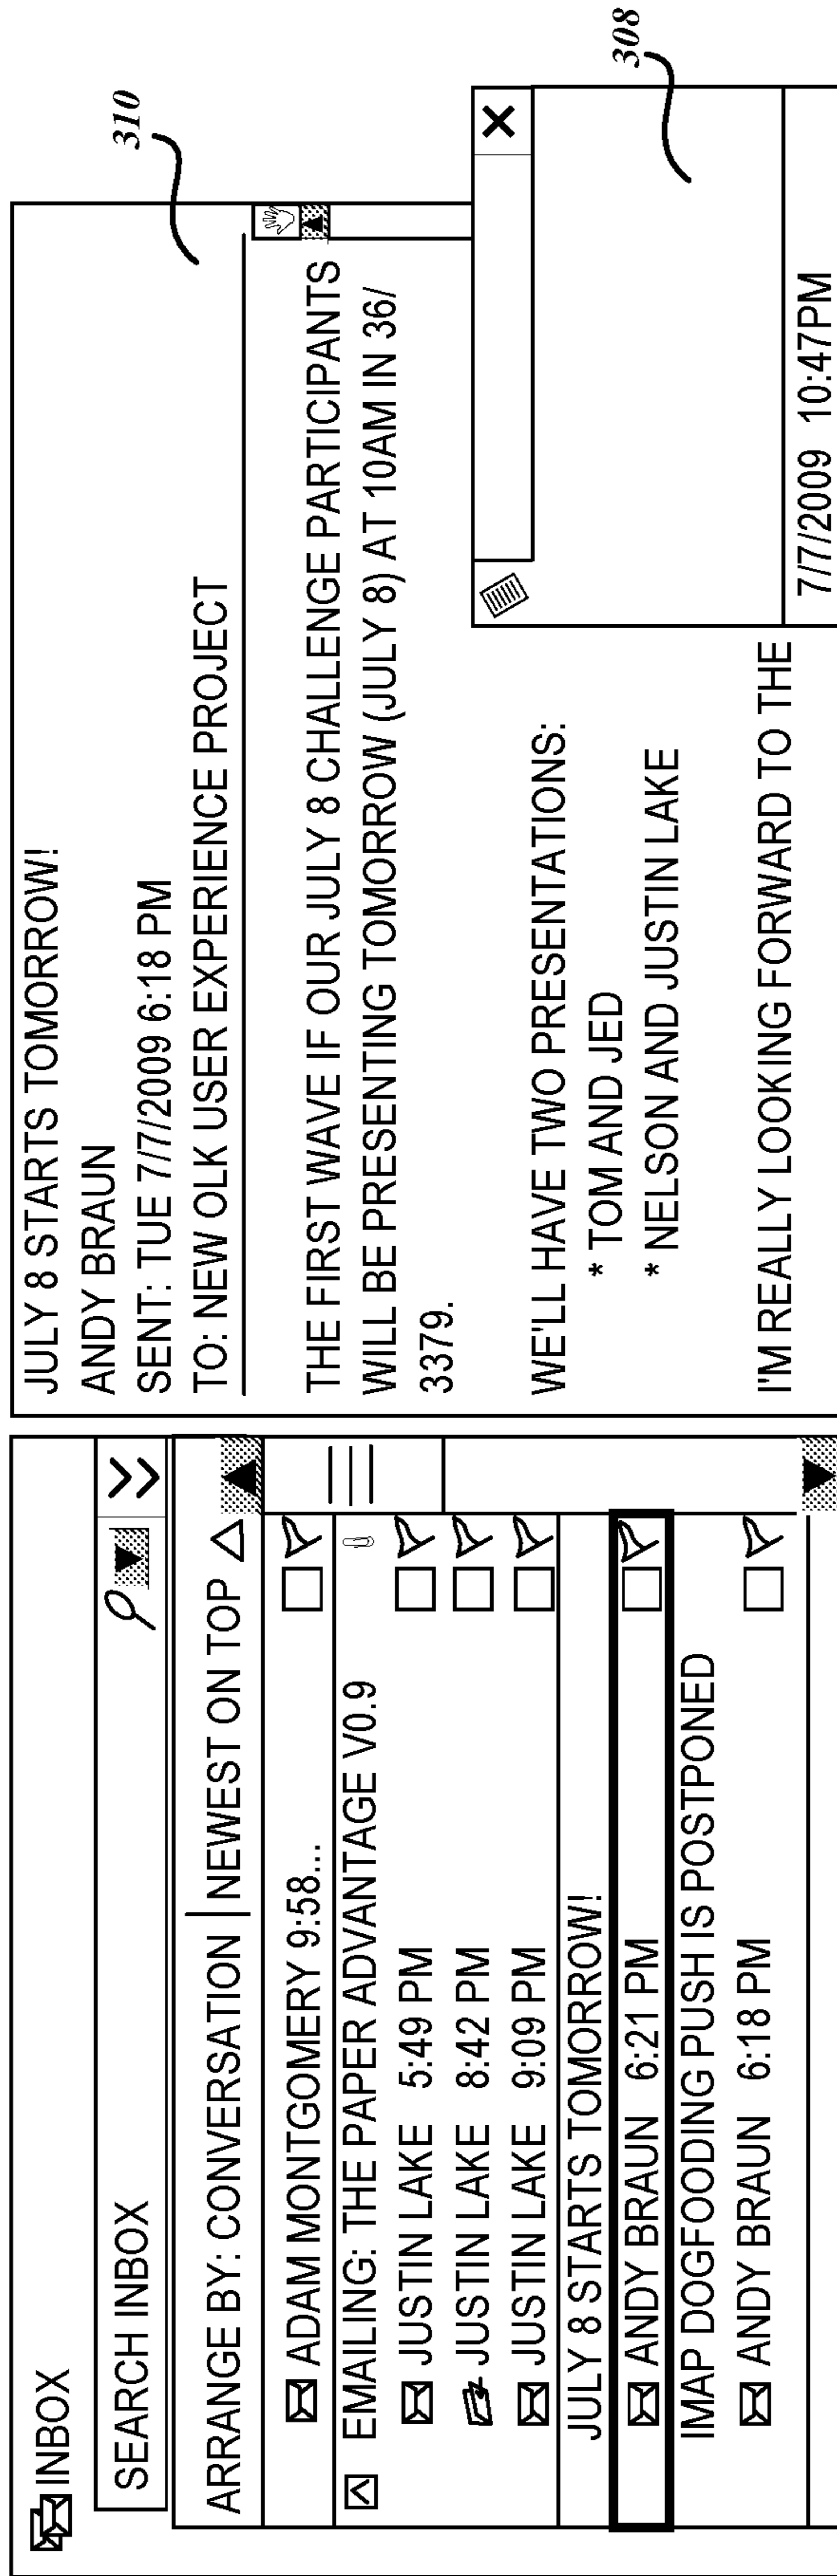 INBOX
SEARCH INBOX
ARRANGE BY: CONVERSATION | NEWEST ON TOP
ADAM MONTGOMERY 9:58...
EMAILING: THE PAPER ADVANTAGE V0.9
JUSTIN LAKE 5:49 PM
JUSTIN LAKE 8:42 PM
JUSTIN LAKE 9:09 PM
JULY 8 STARTS TOMORROW!
ANDY BRAUN 6:21 PM
IMAP DOGFOODING PUSH IS POSTPONED
ANDY BRAUN 6:18 PM
JULY 8 STARTS TOMORROW!
ANDY BRAUN
SENT: TUE 7/7/2009 6:18 PM
TO: NEW OLK USER EXPERIENCE PROJECT
310
THE FIRST WAVE IF OUR JULY 8 CHALLENGE PARTICIPANTS
WILL BE PRESENTING TOMORROW (JULY 8) AT 10AM IN 36/
3379.
WE'LL HAVE TWO PRESENTATIONS:
* TOM AND JED
* NELSON AND JUSTIN LAKE
I'M REALLY LOOKING FORWARD TO THE
308
7/7/2009 10:47PM